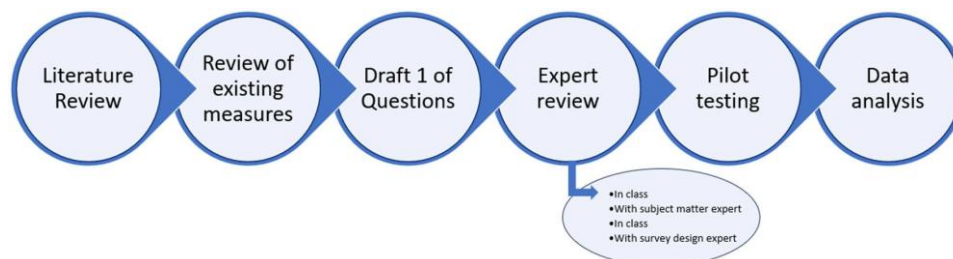 Literature
Review
Review of
existing
measures
Draft 1 of
Questions
Expert
review
Pilot
testing
Data
analysis
•In class
•With subject matter expert
•In class
•With survey design expert